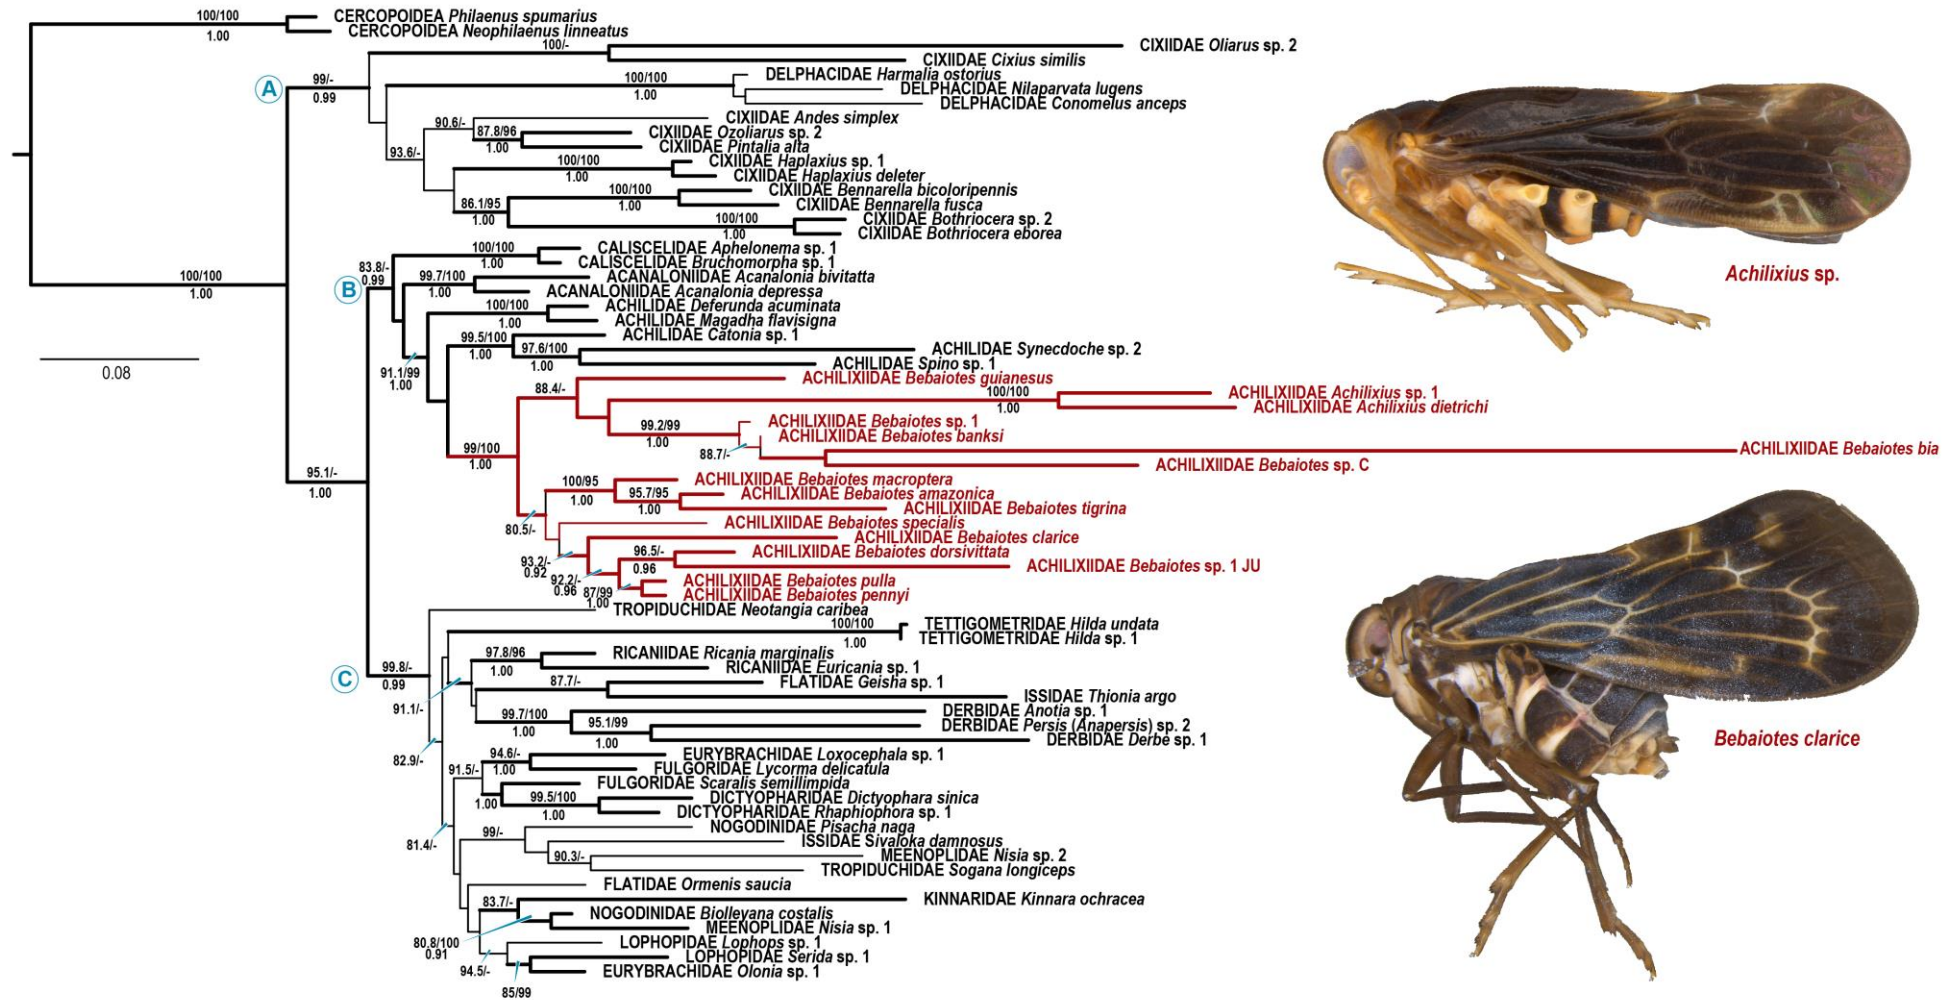 100/100
1.00
CERCOPOIDEA Philaenus spumarius
CERCOPOIDEA Neophilaenus linneatus
100/-
CIXIIDAE Oliarus sp. 2
CIXIIDAE Cixius similis
A
99/-
0.99
100/100
1.00
DELPHACIDAE Harmalia ostorius
DELPHACIDAE Nilaparvata lugens
DELPHACIDAE Conomelus anceps
90.6/-
CIXIIDAE Andes simplex
87.8/96
1.00
CIXIIDAE Ozoliarus sp. 2
CIXIIDAE Pintalia alta
93.6/-
100/100
1.00
CIXIIDAE Haplaxius sp. 1
CIXIIDAE Haplaxius deleter
100/100
1.00
CIXIIDAE Bennarella bicoloripennis
CIXIIDAE Bennarella fusca
86.1/95
1.00
100/100
1.00
CIXIIDAE Bothriocera sp. 2
CIXIIDAE Bothriocera eborea
100/100
1.00
B
83.8/-
0.99
100/100
1.00
CALISCELIDAE Aphelonema sp. 1
CALISCELIDAE Bruchomorpha sp. 1
99.7/100
1.00
ACANALONIIDAE Acanalonia bivitatta
ACANALONIIDAE Acanalonia depressa
100/100
1.00
ACHILIDAE Deferunda acuminata
ACHILIDAE Magadha flavisigna
91.1/99
1.00
99.5/100
1.00
ACHILIDAE Catonia sp. 1
97.6/100
1.00
ACHILIDAE Synecdoche sp. 2
ACHILIDAE Spino sp. 1
0.08
88.4/-
ACHILIXIIDAE Bebaiotes guianesus
100/100
1.00
ACHILIXIIDAE Achilixius sp. 1
ACHILIXIIDAE Achilixius dietrichi
99.2/99
1.00
ACHILIXIIDAE Bebaiotes sp. 1
ACHILIXIIDAE Bebaiotes banksi
88.7/-
ACHILIXIIDAE Bebaiotes bia
ACHILIXIIDAE Bebaiotes sp. C
99/100
1.00
95.1/-
1.00
100/95
1.00
ACHILIXIIDAE Bebaiotes macroptera
95.7/95
1.00
ACHILIXIIDAE Bebaiotes amazonica
ACHILIXIIDAE Bebaiotes tigrina
80.5/-
ACHILIXIIDAE Bebaiotes specialis
ACHILIXIIDAE Bebaiotes clarice
93.2/-
0.92
96.5/-
0.96
ACHILIXIIDAE Bebaiotes dorsivittata
ACHILIXIIDAE Bebaiotes sp. 1 JU
92.2/-
0.96
87/99
1.00
ACHILIXIIDAE Bebaiotes pulla
ACHILIXIIDAE Bebaiotes pennyi
TROPIDUCHIDAE Neotangia caribea
100/100
1.00
TETTIGOMETRIDAE Hilda undata
TETTIGOMETRIDAE Hilda sp. 1
C
99.8/-
0.99
97.8/96
1.00
RICANIIDAE Ricania marginalis
RICANIIDAE Euricania sp. 1
87.7/-
FLATIDAE Geisha sp. 1
ISSIDAE Thionia argo
91.1/-
99.7/100
1.00
DERBIDAE Anotia sp. 1
95.1/99
1.00
DERBIDAE Persis (Anapersis) sp. 2
DERBIDAE Derbe sp. 1
82.9/-
94.6/-
1.00
EURYBRACHIDAE Loxocephala sp. 1
FULGORIDAE Lycorma delicatula
91.5/-
1.00
FULGORIDAE Scaralis semillimpida
99.5/100
1.00
DICTYOPHARIDAE Dictyophara sinica
DICTYOPHARIDAE Rhaphiophora sp. 1
81.4/-
99/-
NOGODINIDAE Pisacha naga
ISSIDAE Sivaloka damnosus
90.3/-
MEENOPLIDAE Nisia sp. 2
TROPIDUCHIDAE Sogana longiceps
FLATIDAE Ormenis saucia
83.7/-
KINNARIDAE Kinnara ochracea
NOGODINIDAE Biolleyana costalis
MEENOPLIDAE Nisia sp. 1
80.8/100
0.91
LOPHOPIDAE Lophops sp. 1
LOPHOPIDAE Serida sp. 1
EURYBRACHIDAE Olonia sp. 1
94.5/-
85/99
Achilixius sp.
Bebaiotes clarice